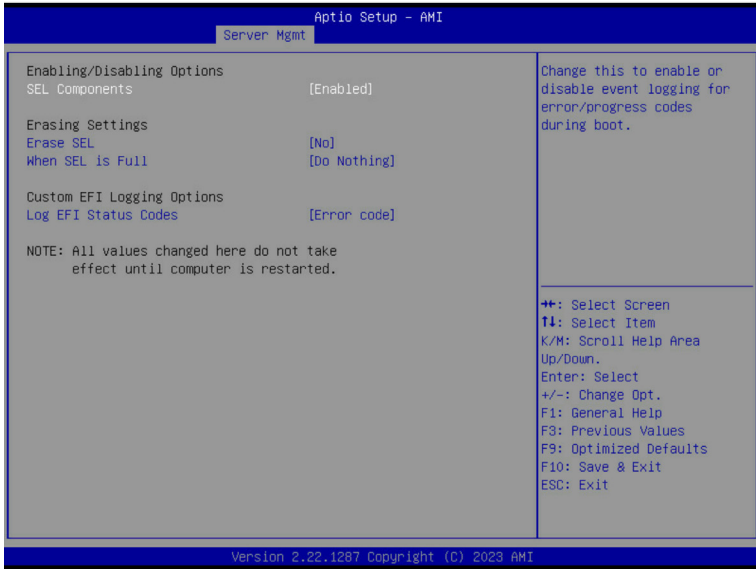 Aptio Setup – AMI
Server Mgmt
Enabling/Disabling Options
SEL Components [Enabled]
Erasing Settings
Erase SEL [No]
When SEL is Full [Do Nothing]
Custom EFI Logging Options
Log EFI Status Codes [Error code]
NOTE: All values changed here do not take
effect until computer is restarted.
Change this to enable or
disable event logging for
error/progress codes
during boot.
→←: Select Screen
↑↓: Select Item
K/M: Scroll Help Area
Up/Down.
Enter: Select
+/-: Change Opt.
F1: General Help
F3: Previous Values
F9: Optimized Defaults
F10: Save & Exit
ESC: Exit
Version 2.22.1287 Copyright (C) 2023 AMI